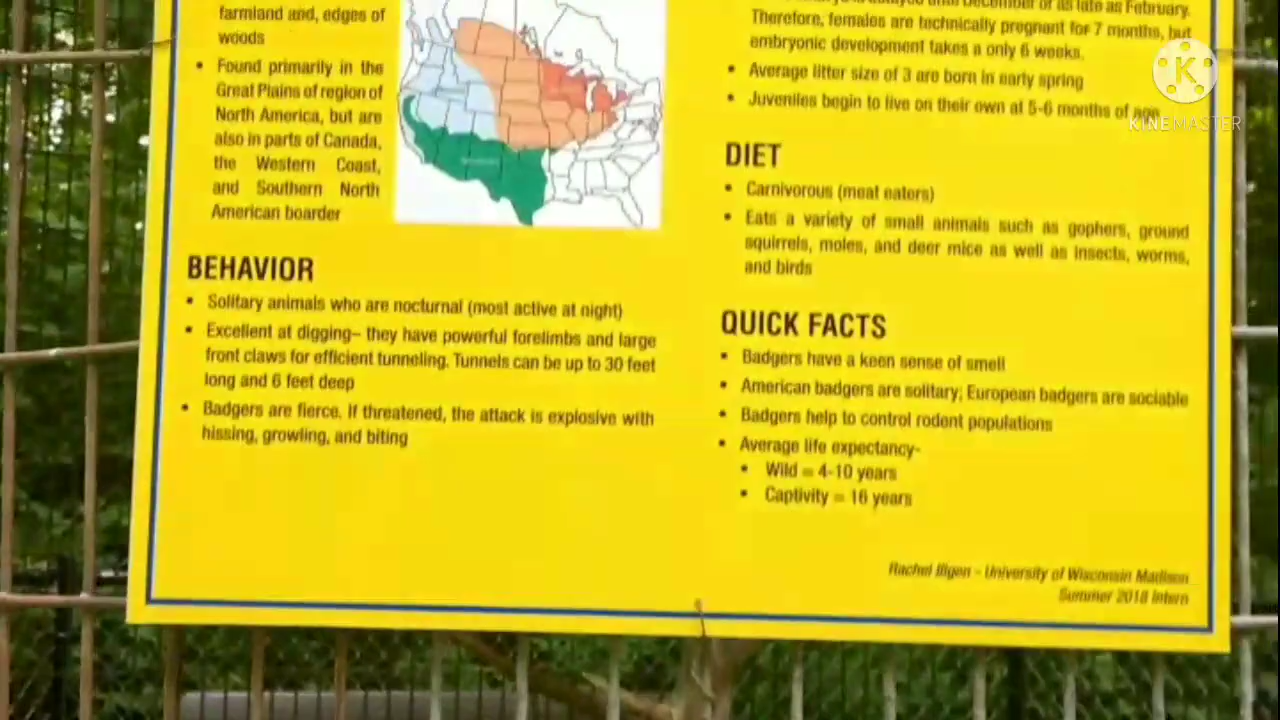 farmland and, edges of
woods
• Found primarily in the
Great Plains of region of
North America, but are
also in parts of Canada,
the Western Coast,
and Southern North
American boarder
BEHAVIOR
• Solitary animals who are nocturnal (most active at night)
• Excellent at digging– they have powerful forelimbs and large
front claws for efficient tunneling. Tunnels can be up to 30 feet
long and 6 feet deep
• Badgers are fierce. If threatened, the attack is explosive with
hissing, growling, and biting
is delayed until December or as late as February.
Therefore, females are technically pregnant for 7 months, but
embryonic development takes a only 6 weeks.
• Average litter size of 3 are born in early spring
• Juveniles begin to live on their own at 5-6 months of age
DIET
• Carnivorous (meat eaters)
• Eats a variety of small animals such as gophers, ground
squirrels, moles, and deer mice as well as insects, worms,
and birds
QUICK FACTS
• Badgers have a keen sense of smell
• American badgers are solitary; European badgers are sociable
• Badgers help to control rodent populations
• Average life expectancy-
• Wild = 4-10 years
• Captivity = 16 years
Rachel Illgen - University of Wisconsin Madison
Summer 2018 Intern
K
KINEMASTER